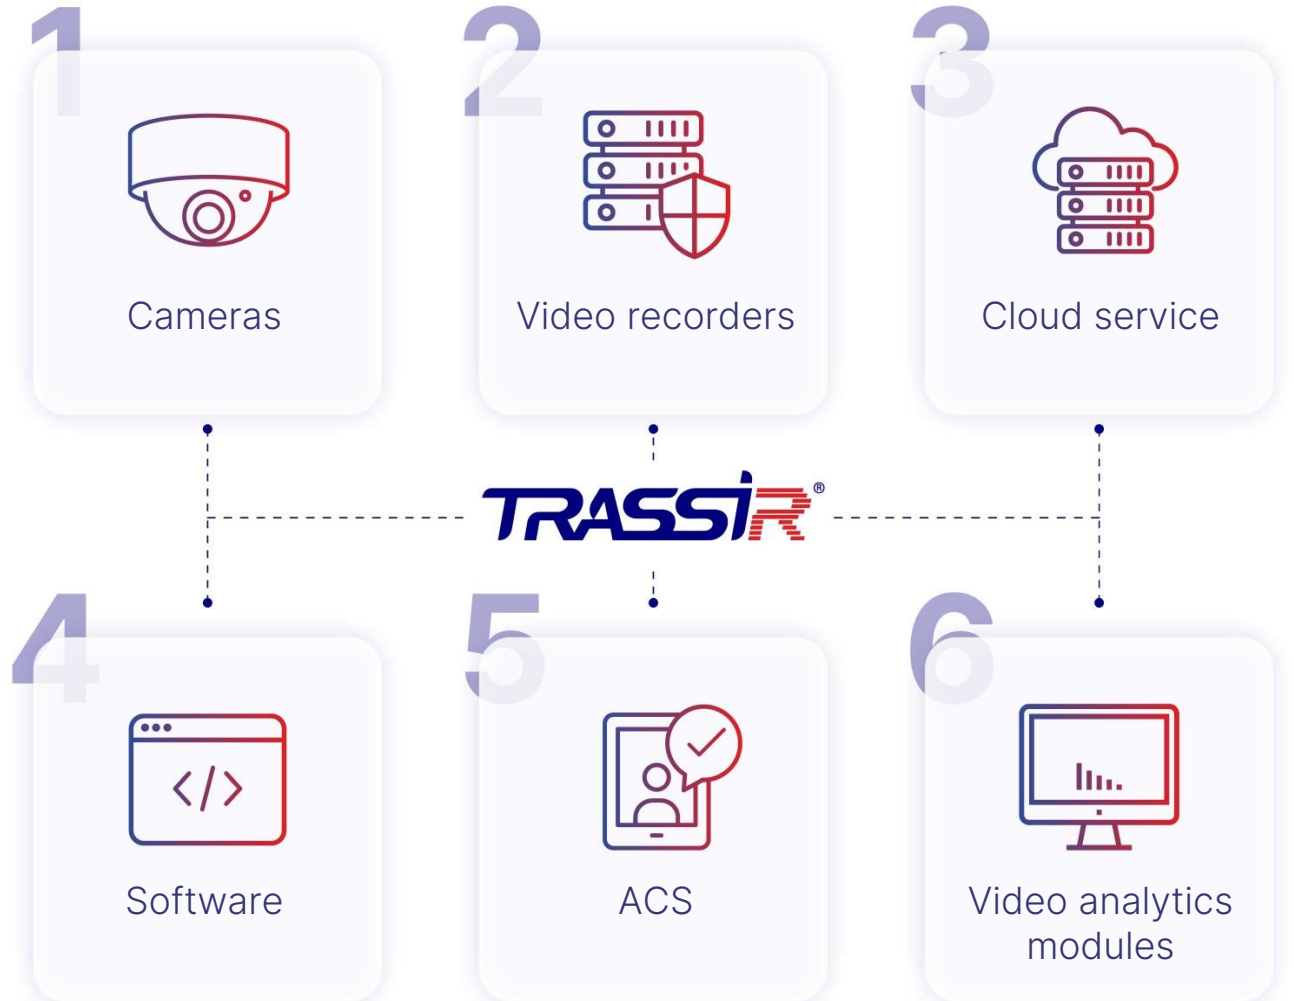 1
2
3
Cameras
Video recorders
Cloud service
TRASSIR®
4
5
6
</>
Software
ACS
Video analytics
modules